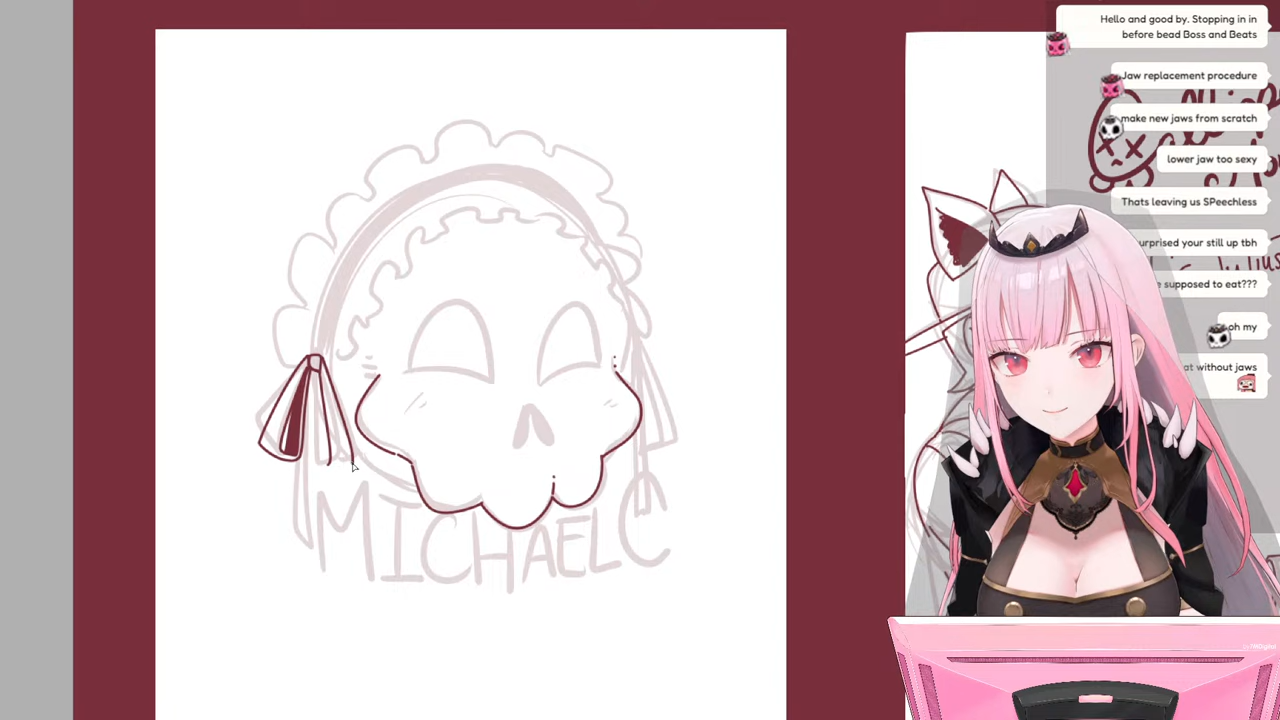 Hello and good by. Stopping in in
before bead Boss and Beats
Jaw replacement procedure
make new jaws from scratch
lower jaw too sexy
Thats leaving us SPeechless
surprised your still up tbh
supposed to eat???
oh my
without jaws
MICHAELC